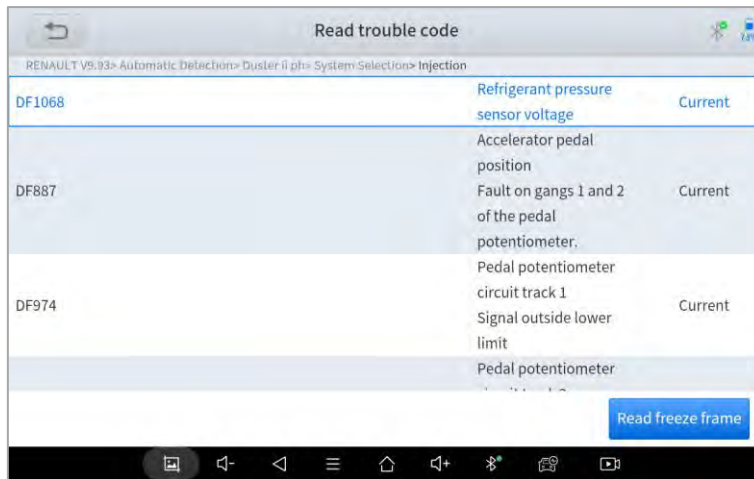 Read trouble code
RENAULT V9.93> Automatic Detection> Duster II ph> System Selection> Injection
DF1068
Refrigerant pressure
sensor voltage
Current
DF887
Accelerator pedal
position
Fault on gangs 1 and 2
of the pedal
potentiometer.
Current
DF974
Pedal potentiometer
circuit track 1
Signal outside lower
limit
Current
Pedal potentiometer
Read freeze frame